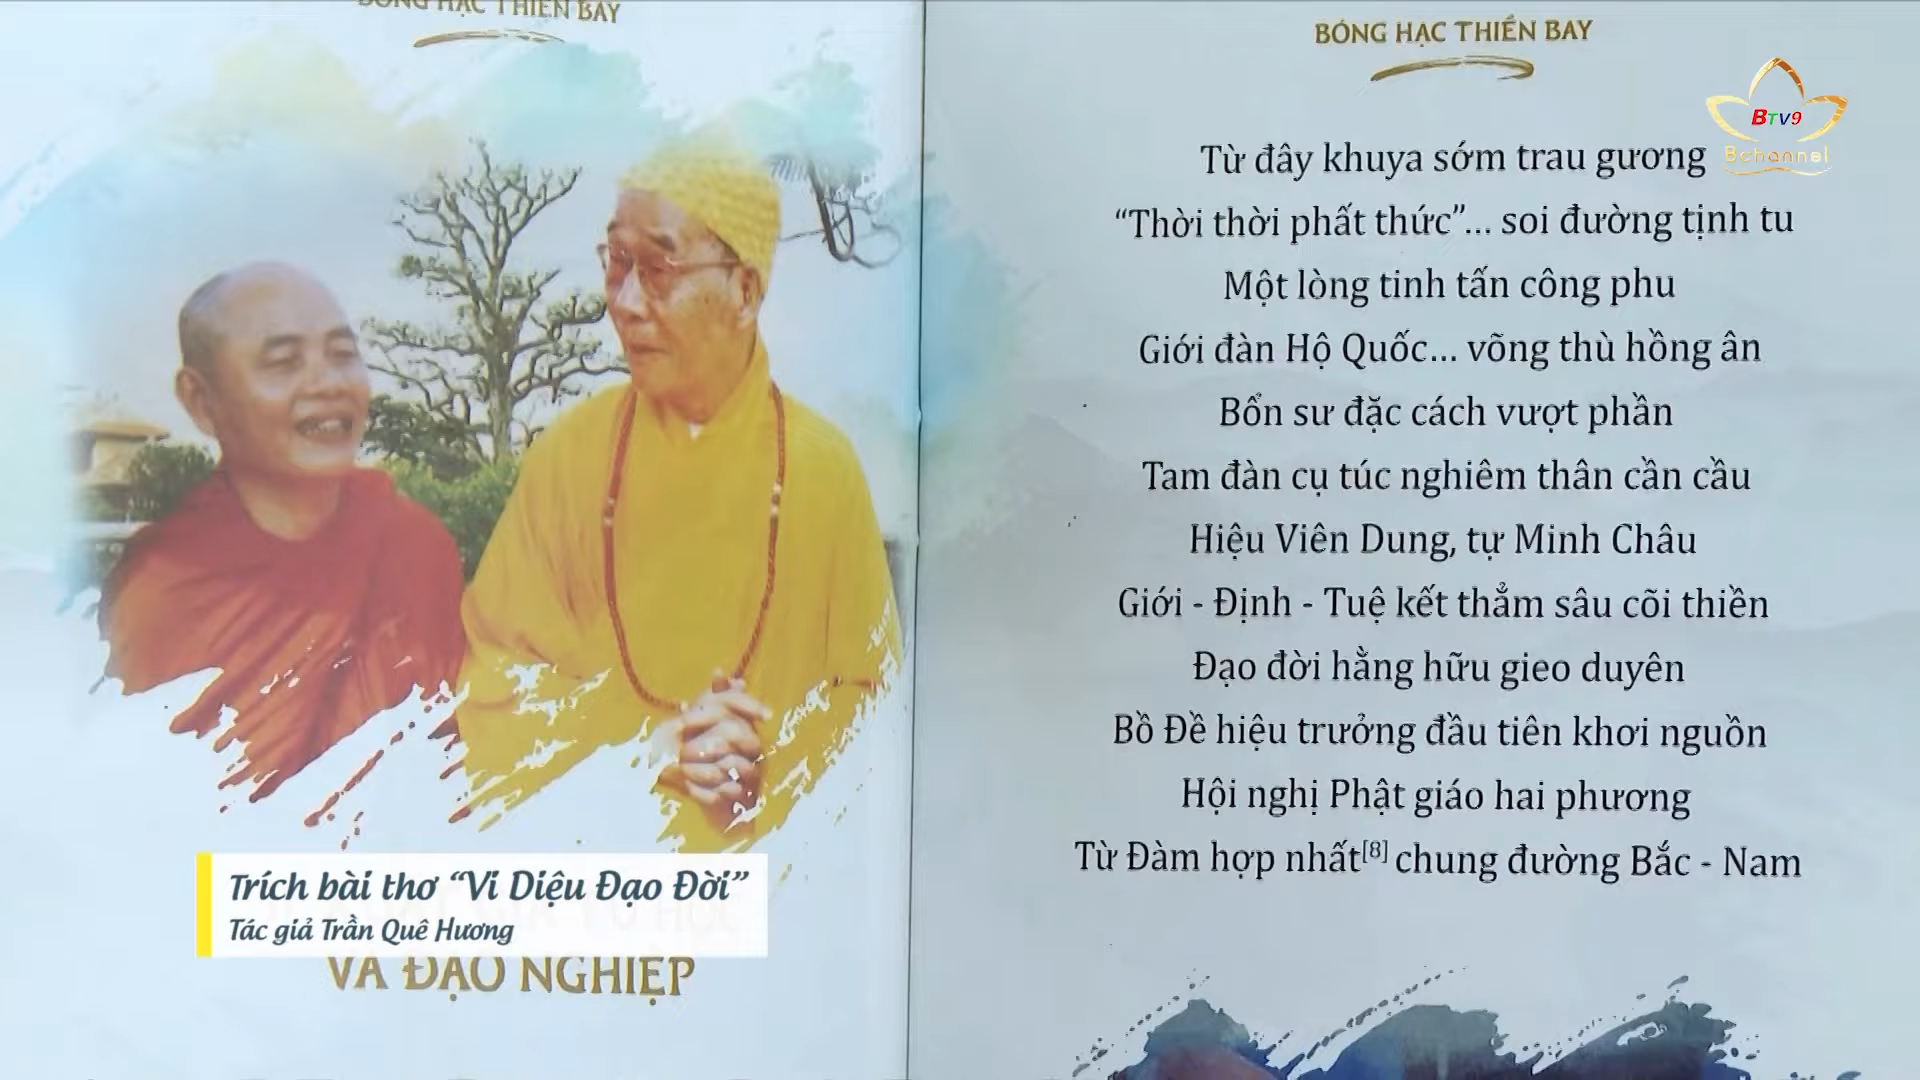 BÓNG HẠC THIỀN BAY
VÀ ĐẠO NGHIỆP
Trích bài thơ “Vi Diệu Đạo Đời”
Tác giả Trần Quê Hương
BÓNG HẠC THIỀN BAY
BTV9
Bchannel
Từ đây khuya sớm trau gương
“Thời thời phất thức”... soi đường tịnh tu
Một lòng tinh tấn công phu
Giới đàn Hộ Quốc... võng thù hồng ân
Bổn sư đặc cách vượt phần
Tam đàn cụ túc nghiêm thân cần cầu
Hiệu Viên Dung, tự Minh Châu
Giới - Định - Tuệ kết thẳm sâu cõi thiền
Đạo đời hằng hữu gieo duyên
Bồ Đề hiệu trưởng đầu tiên khơi nguồn
Hội nghị Phật giáo hai phương
Từ Đàm hợp nhất[8] chung đường Bắc - Nam